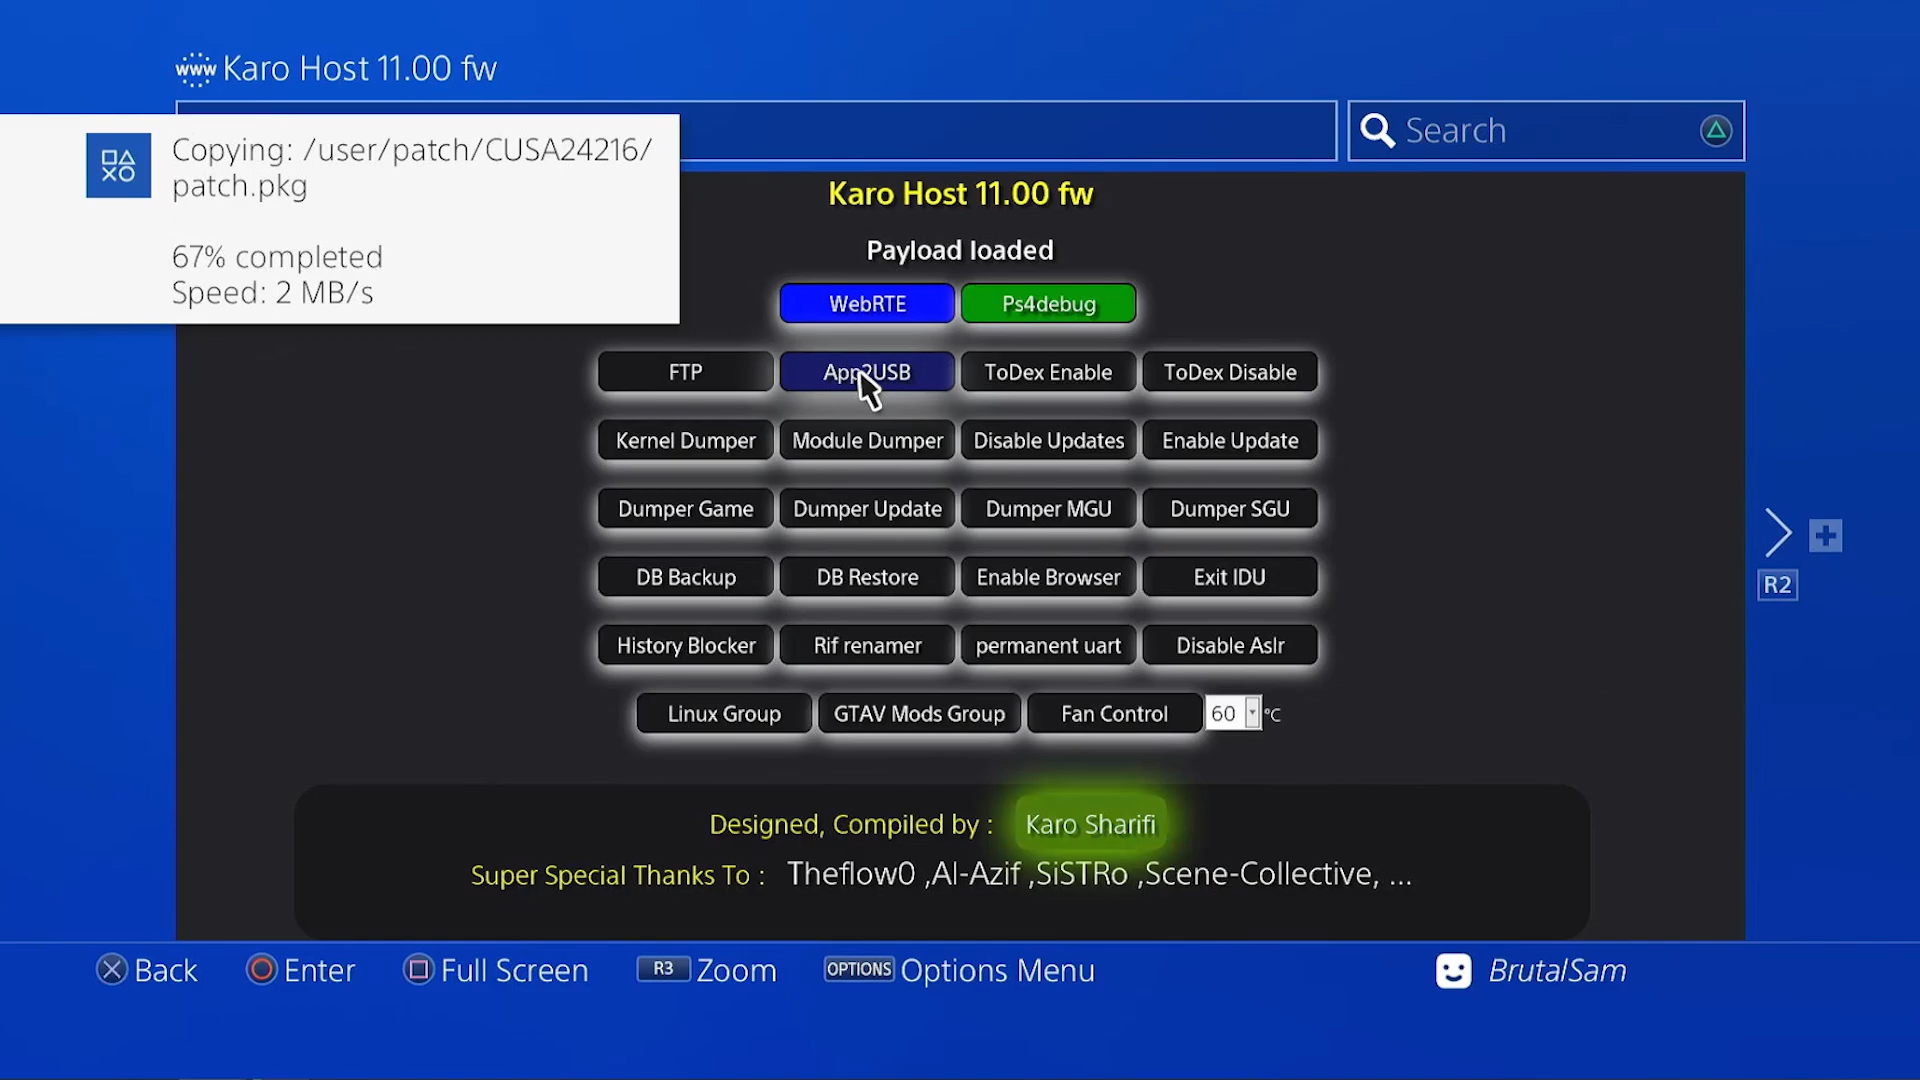 www Karo Host 11.00 fw
Search
Copying: /user/patch/CUSA24216/
patch.pkg
67% completed
Speed: 2 MB/s
Karo Host 11.00 fw
Payload loaded
WebRTE Ps4debug
FTP App2USB ToDex Enable ToDex Disable
Kernel Dumper Module Dumper Disable Updates Enable Update
Dumper Game Dumper Update Dumper MGU Dumper SGU
DB Backup DB Restore Enable Browser Exit IDU
R2
History Blocker Rif renamer permanent uart Disable Aslr
Linux Group GTAV Mods Group Fan Control 60 °C
Designed, Compiled by : Karo Sharifi
Super Special Thanks To : Theflow0 ,Al-Azif ,SiSTRo ,Scene-Collective, ...
Back Enter Full Screen R3 Zoom OPTIONS Options Menu BrutalSam